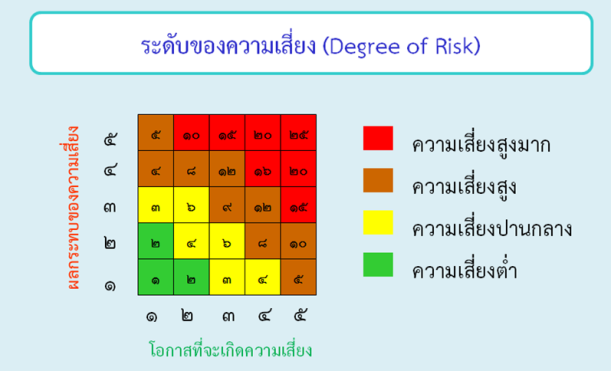 ระดับของความเสี่ยง (Degree of Risk)
ผลกระทบของความเสี่ยง
๕ ๕ ๑๐ ๑๕ ๒๐ ๒๕
๔ ๔ ๘ ๑๒ ๑๖ ๒๐
๓ ๓ ๖ ๙ ๑๒ ๑๕
๒ ๒ ๔ ๖ ๘ ๑๐
๑ ๑ ๒ ๓ ๔ ๕
๑ ๒ ๓ ๔ ๕
โอกาสที่จะเกิดความเสี่ยง
ความเสี่ยงสูงมาก
ความเสี่ยงสูง
ความเสี่ยงปานกลาง
ความเสี่ยงต่ำ